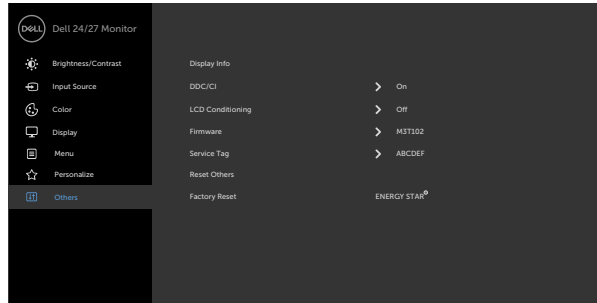 DELL
Dell 24/27 Monitor
Brightness/Contrast
Input Source
Color
Display
Menu
Personalize
Others
Display Info
DDC/CI > On
LCD Conditioning > Off
Firmware > M3T102
Service Tag > ABCDEF
Reset Others
Factory Reset ENERGY STAR®